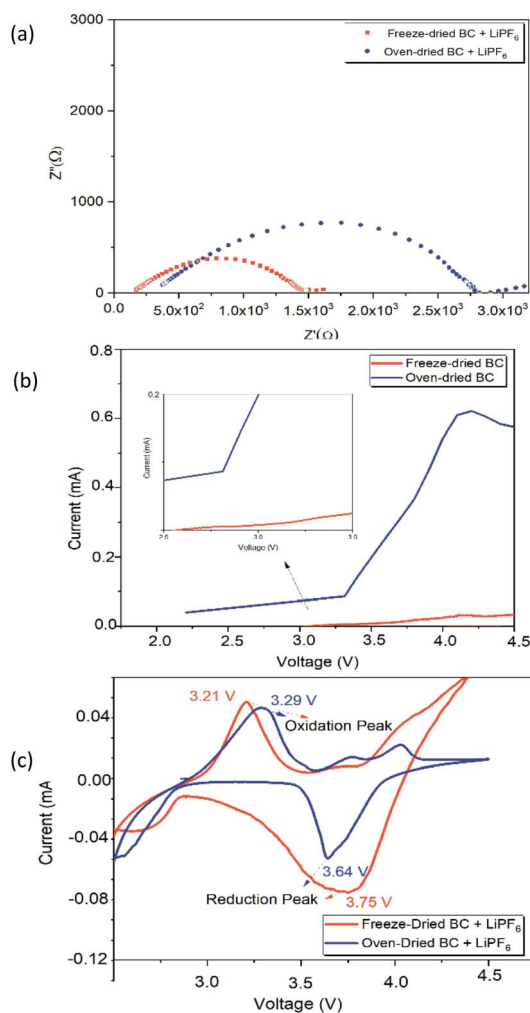 (a)
Freeze-dried BC + LiPF6
Oven-dried BC + LiPF6
3000
2000
1000
0
Z"(Ω)
0.0
5.0x10²
1.0x10³
1.5x10³
2.0x10³
2.5x10³
3.0x10³
Z'(Ω)
(b)
Freeze-dried BC
Oven-dried BC
0.8
0.6
0.4
0.2
0.0
Current (mA)
0.2
Current (mA)
2.5
3.0
3.5
Voltage (V)
2.0
2.5
3.0
3.5
4.0
4.5
Voltage (V)
(c)
3.21 V
3.29 V
Oxidation Peak
0.04
0.00
-0.04
-0.08
-0.12
Current (mA)
3.64 V
Reduction Peak
3.75 V
Freeze-Dried BC + LiPF6
Oven-Dried BC + LiPF6
3.0
3.5
4.0
4.5
Voltage (V)